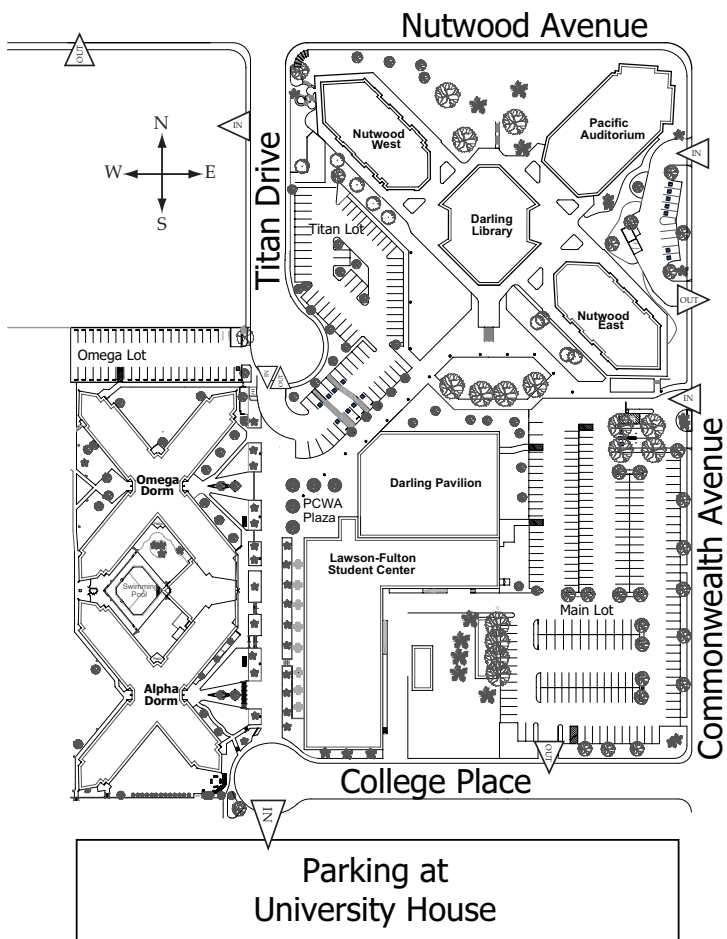 Nutwood Avenue
OUT
IN
N
W E
S
Titan Drive
Nutwood
West
Pacific
Auditorium
IN
Titan Lot
Darling
Library
OUT
Nutwood
East
Omega Lot
IN
OUT
IN
Omega
Dorm
Darling Pavilion
PCWA
Plaza
Commonwealth Avenue
Lawson-Fulton
Student Center
Swimming
Pool
Main Lot
Alpha
Dorm
OUT
College Place
IN
Parking at
University House